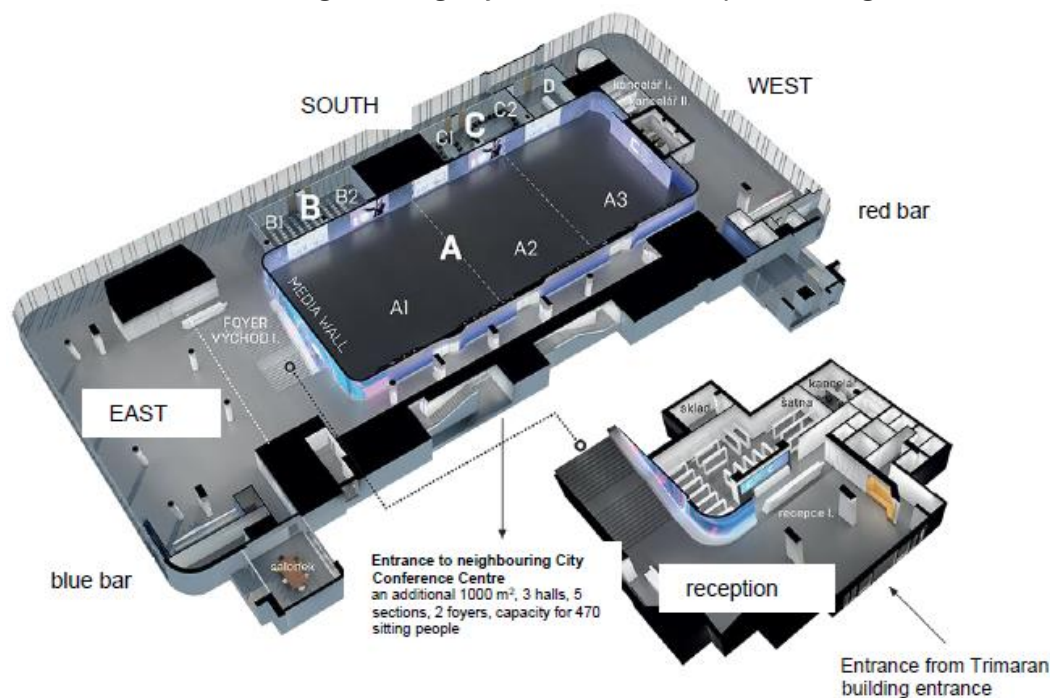 SOUTH
WEST
D
kancelář I.
kancelář II.
C
C1
C2
C
B
B1
B2
A3
red bar
A
A2
A1
MEDIA WALL
FOYER
VÝCHOD I.
EAST
sklad
šatna
kancelář
recepce I.
salonek
blue bar
Entrance to neighbouring City
Conference Centre
an additional 1000 m², 3 halls, 5
sections, 2 foyers, capacity for 470
sitting people
reception
Entrance from Trimaran
building entrance